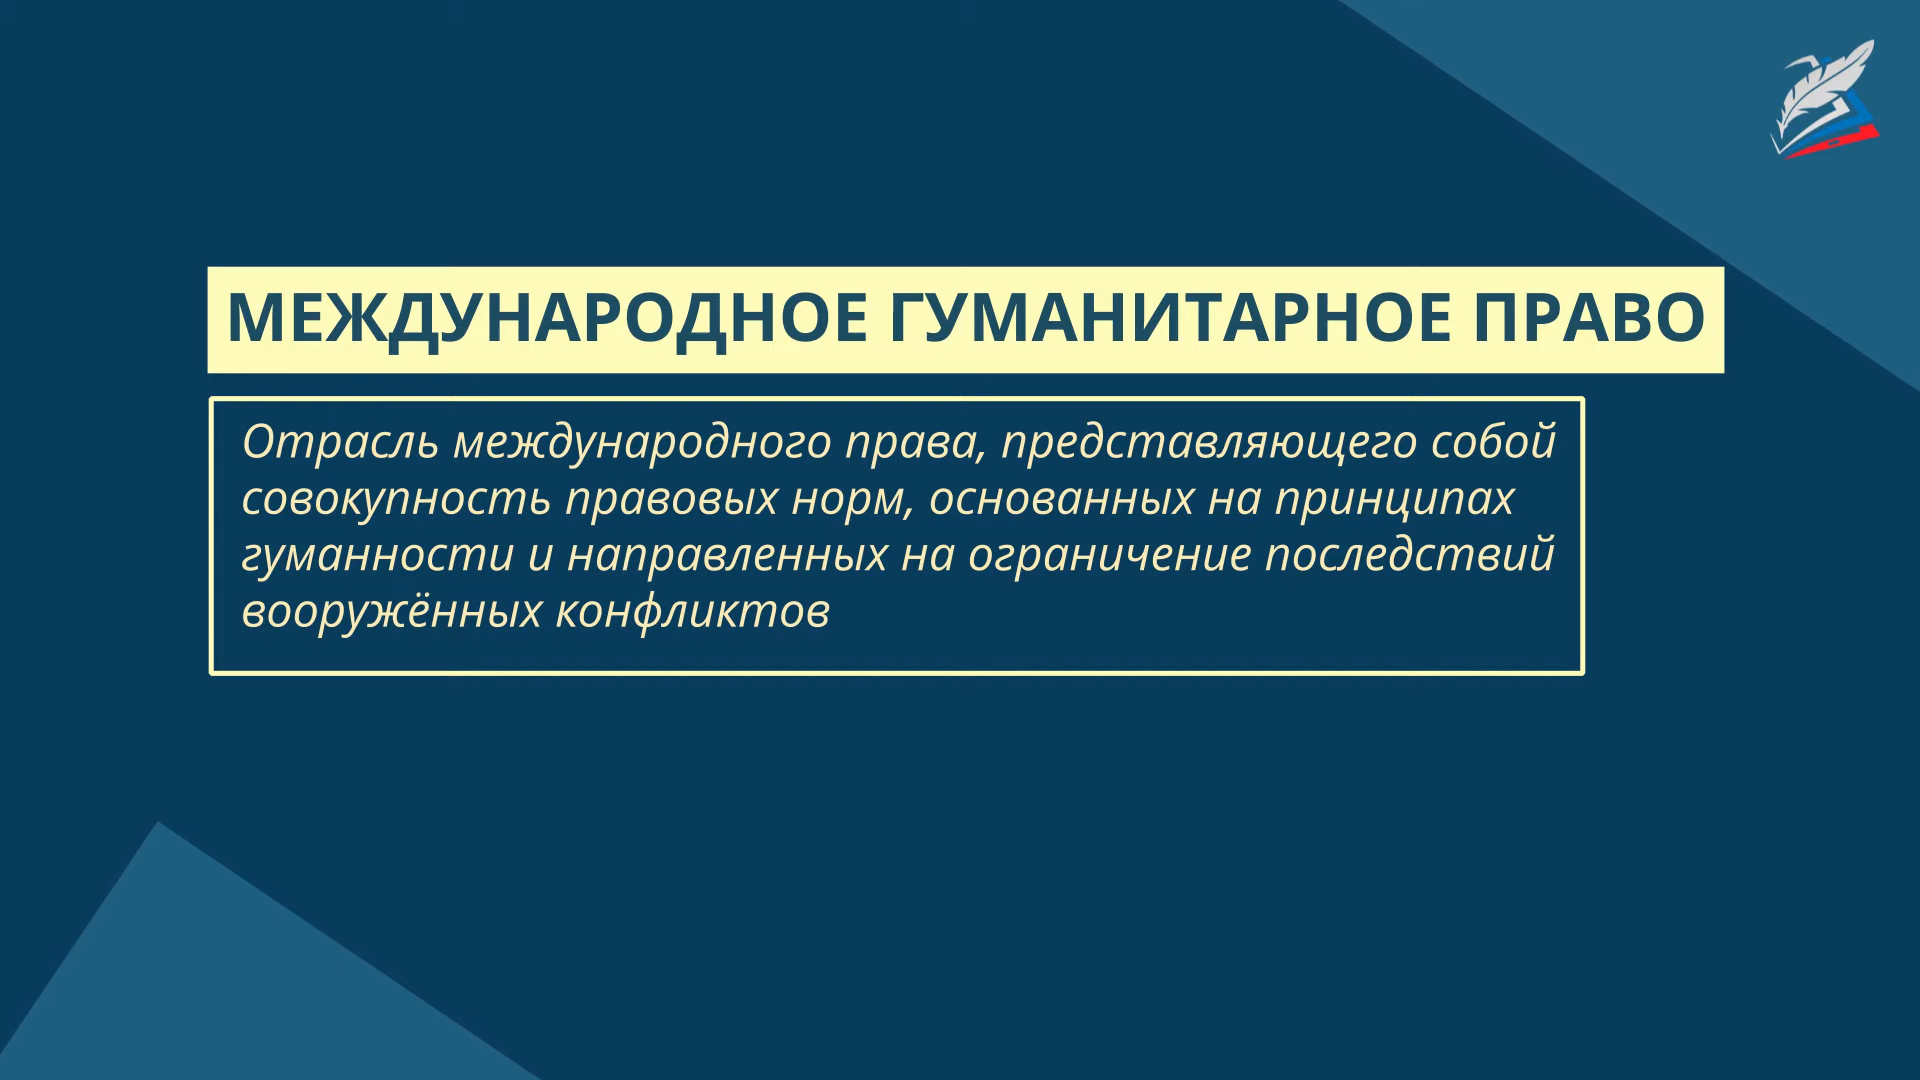 МЕЖДУНАРОДНОЕ ГУМАНИТАРНОЕ ПРАВО
Отрасль международного права, представляющего собой
совокупность правовых норм, основанных на принципах
гуманности и направленных на ограничение последствий
вооружённых конфликтов